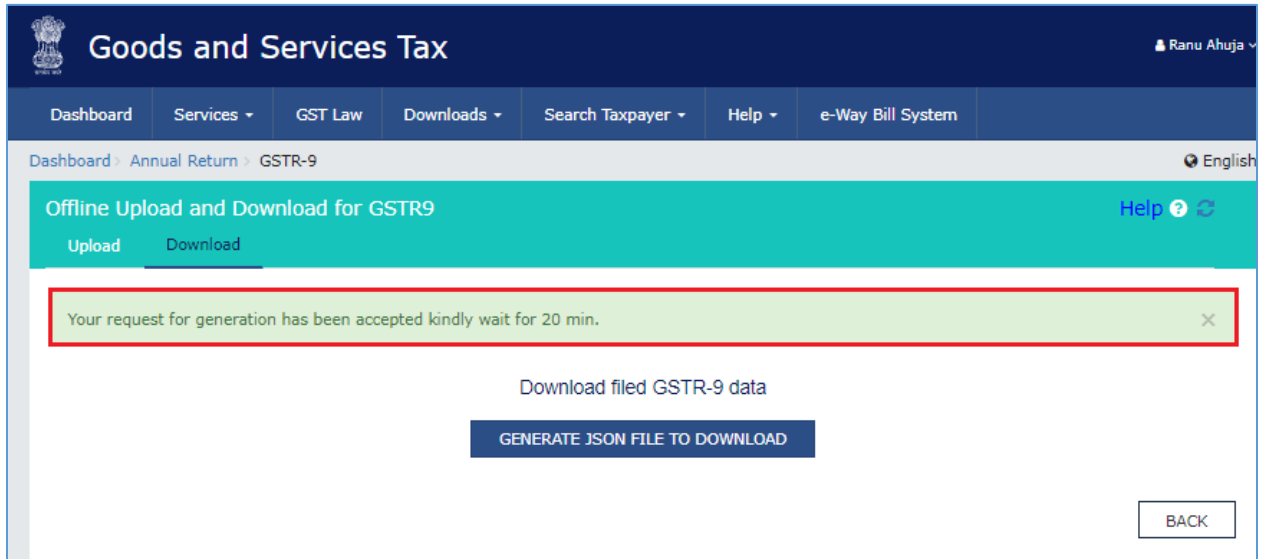 Goods and Services Tax
Ranu Ahuja
Dashboard Services GST Law Downloads Search Taxpayer Help e-Way Bill System
Dashboard > Annual Return > GSTR-9 English
Offline Upload and Download for GSTR9 Help
Upload Download
Your request for generation has been accepted kindly wait for 20 min.
Download filed GSTR-9 data
GENERATE JSON FILE TO DOWNLOAD
BACK